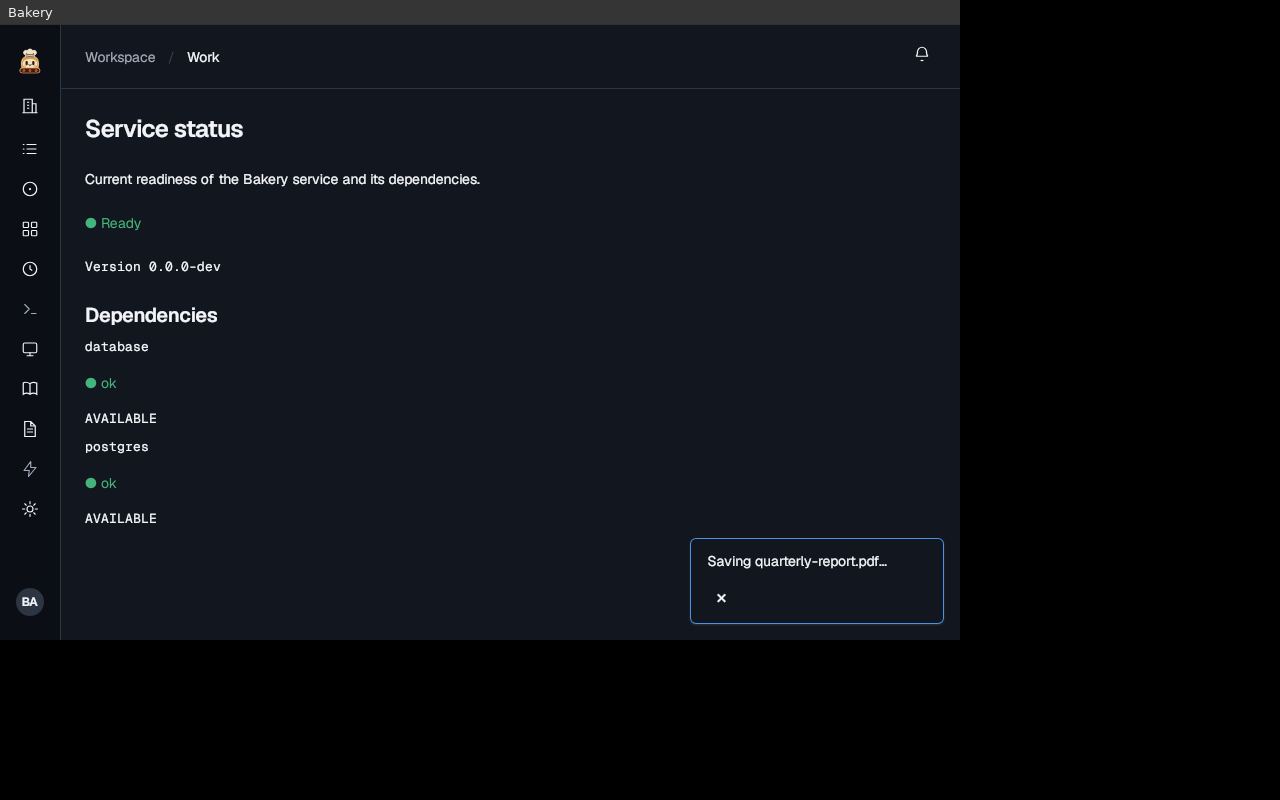 Bakery
Workspace / Work
Service status
Current readiness of the Bakery service and its dependencies.
Ready
Version 0.0.0-dev
Dependencies
database
ok
AVAILABLE
postgres
ok
AVAILABLE
Saving quarterly-report.pdf…
BA